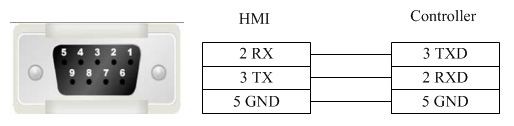 HMI
Controller
5 4 3 2 1
9 8 7 6
2 RX
3 TXD
3 TX
2 RXD
5 GND
5 GND